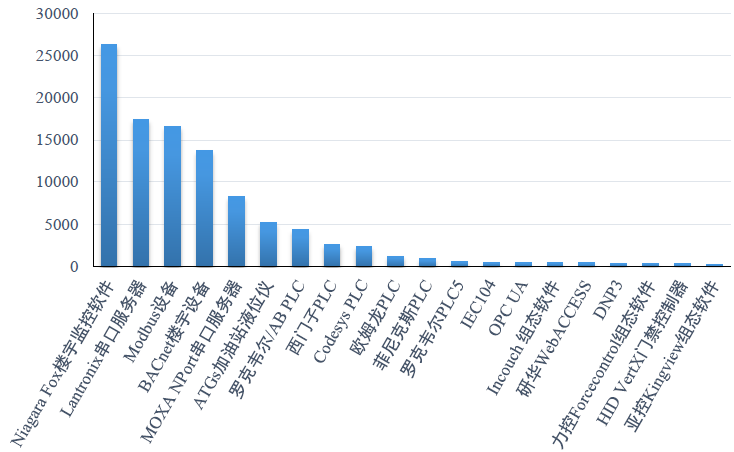 30000
25000
20000
15000
10000
5000
0
Niagara Fox楼宇监控软件
Lantronix串口服务器
Modbus设备
BACnet楼宇设备
MOXA NPort串口服务器
ATGs加油站液位仪
罗克韦尔/AB PLC
西门子PLC
Codesys PLC
欧姆龙PLC
菲尼克斯PLC
罗克韦尔PLC5
IEC104
OPC UA
Incouch 组态软件
研华WebACCESS
DNP3
力控Forcecontrol组态软件
HID VertX门禁控制器
亚控Kingview组态软件